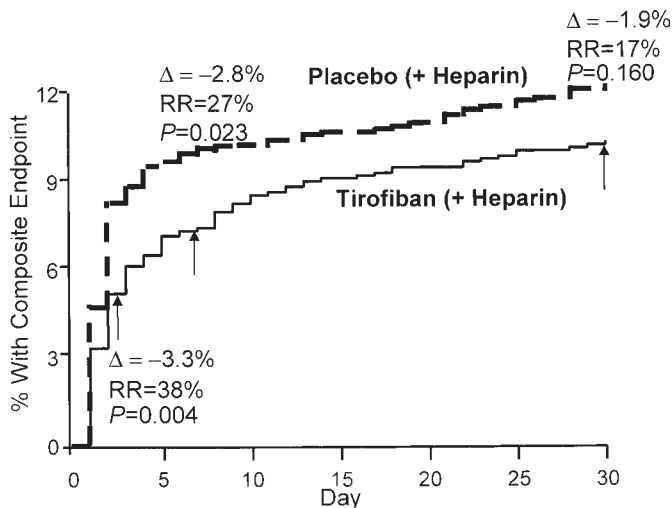 Δ = −1.9%
RR=17%
P=0.160
Δ = −2.8%
RR=27%
P=0.023
Placebo (+ Heparin)
Tirofiban (+ Heparin)
Δ = −3.3%
RR=38%
P=0.004
% With Composite Endpoint
12
9
6
3
0
0 5 10 15 20 25 30
Day